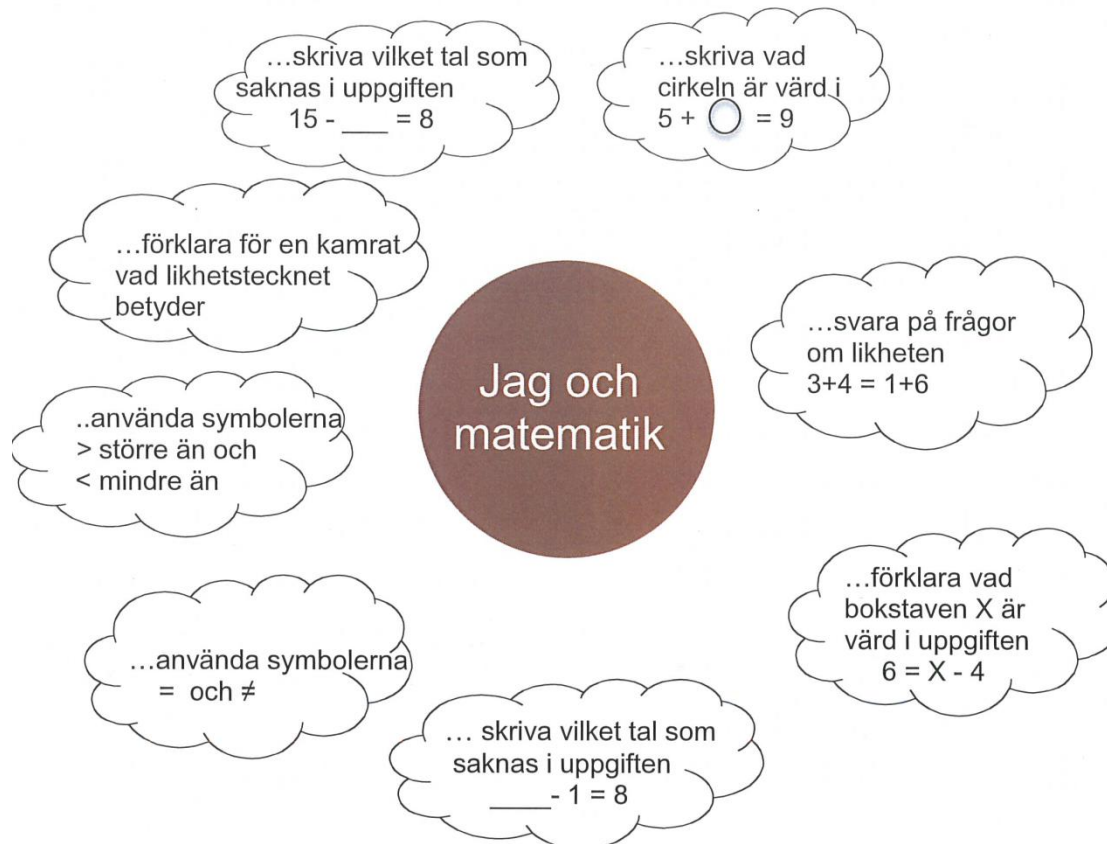 …skriva vilket tal som
saknas i uppgiften
15 - ___ = 8
…skriva vad
cirkeln är värd i
5 + ◯ = 9
…förklara för en kamrat
vad likhetstecknet
betyder
…svara på frågor
om likheten
3+4 = 1+6
Jag och
matematik
..använda symbolerna
> större än och
< mindre än
…förklara vad
bokstaven X är
värd i uppgiften
6 = X - 4
…använda symbolerna
= och ≠
… skriva vilket tal som
saknas i uppgiften
____- 1 = 8